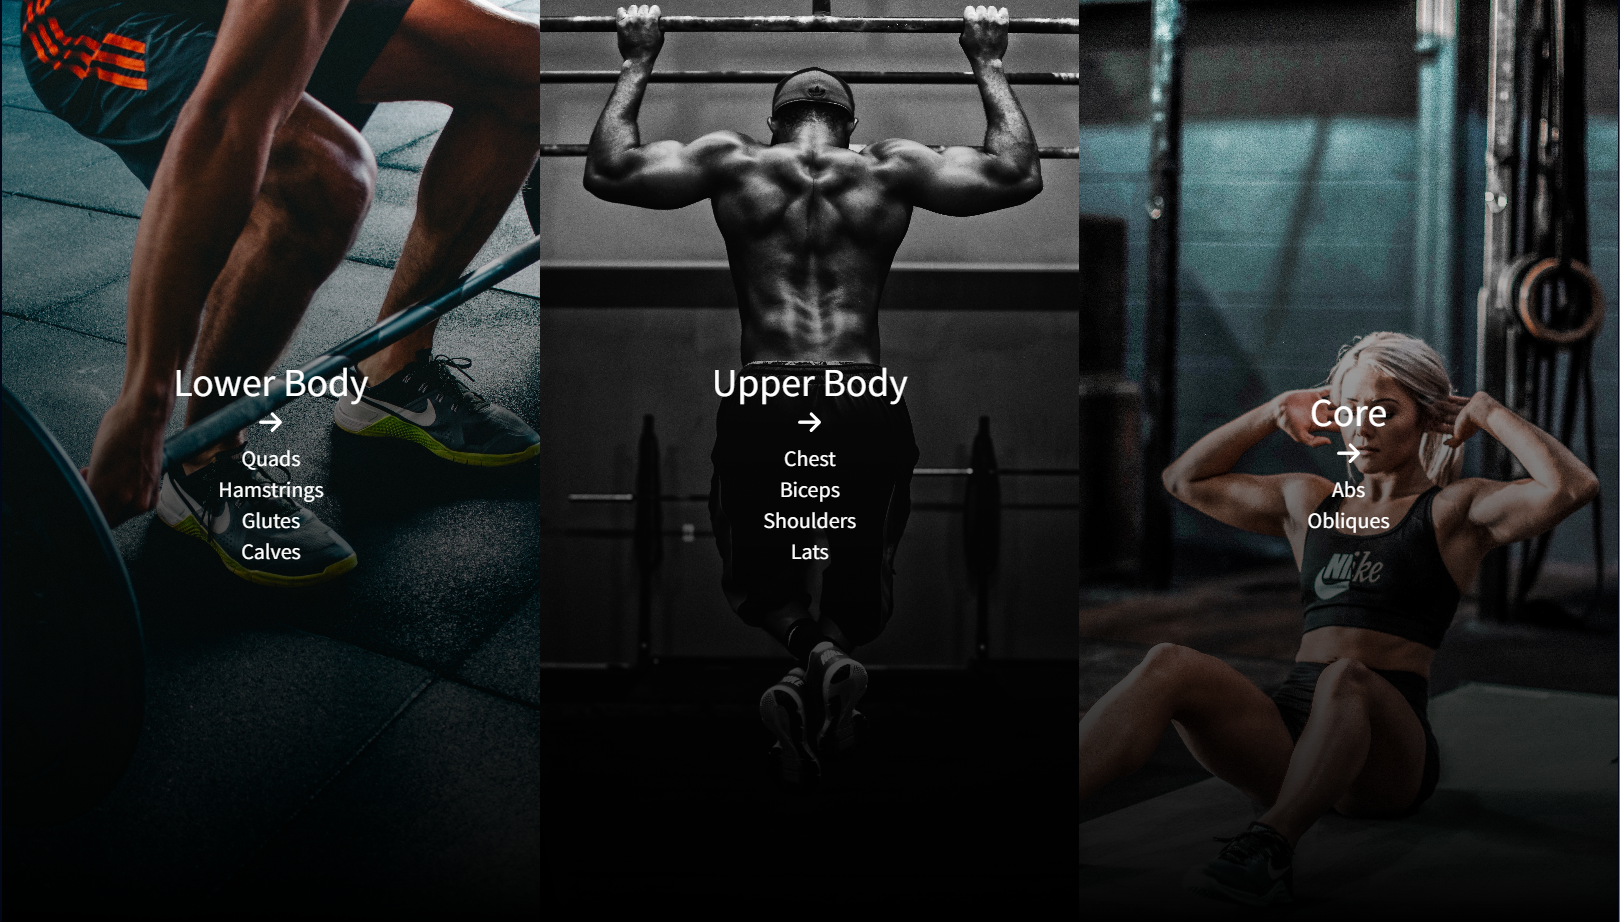 Lower Body
→
Quads
Hamstrings
Glutes
Calves
Upper Body
→
Chest
Biceps
Shoulders
Lats
Core
→
Abs
Obliques
Nike